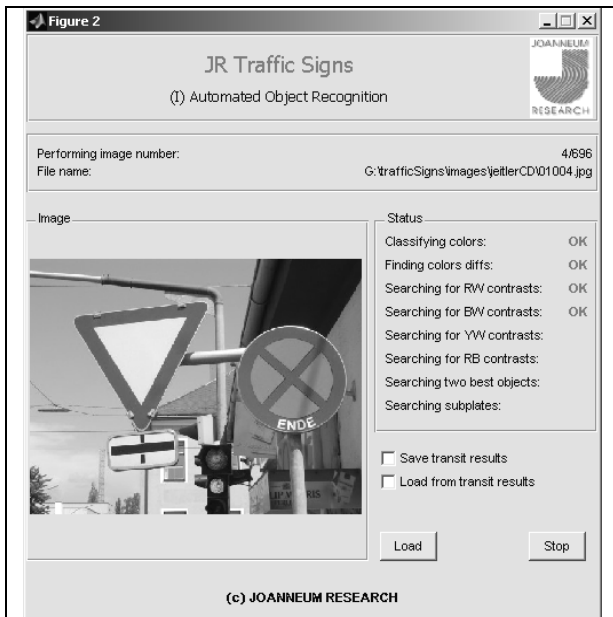 Figure 2
JR Traffic Signs
(I) Automated Object Recognition
JOANNEUM
RESEARCH
Performing image number: 4/696
File name: G:\trafficSigns\images\jeitlerCD\01004.jpg
Image
ENDE
Status
Classifying colors: OK
Finding colors diffs: OK
Searching for RW contrasts: OK
Searching for BW contrasts: OK
Searching for YW contrasts:
Searching for RB contrasts:
Searching two best objects:
Searching subplates:
Save transit results
Load from transit results
Load
Stop
(c) JOANNEUM RESEARCH